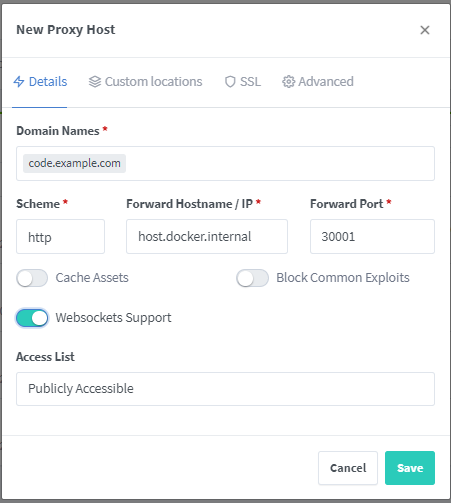 New Proxy Host
Details Custom locations SSL Advanced
Domain Names *
code.example.com
Scheme * Forward Hostname / IP * Forward Port *
http host.docker.internal 30001
Cache Assets Block Common Exploits
Websockets Support
Access List
Publicly Accessible
Cancel Save